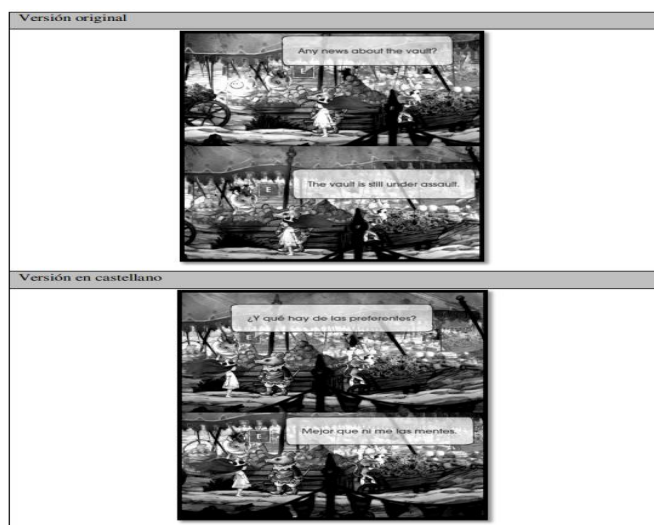 Versión original
Any news about the vault?
E
The vault is still under assault.
Versión en castellano
¿Y qué hay de las preferentes?
E
E
Mejor que ni me las mentes.